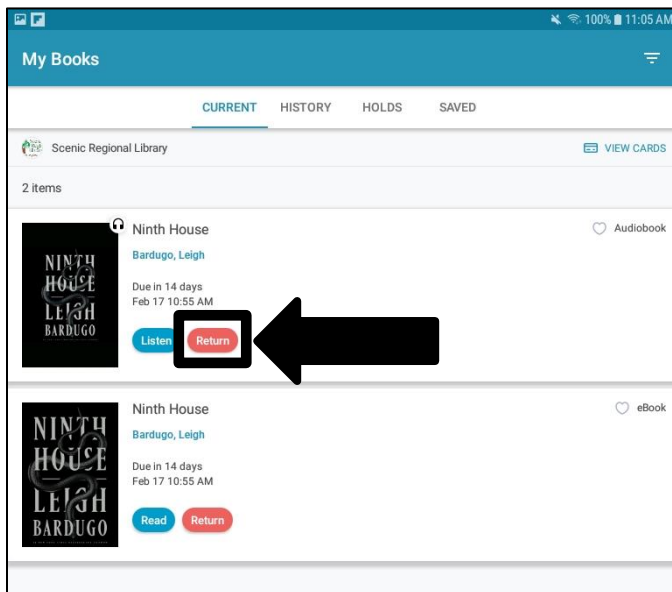 100% 11:05 AM
My Books
CURRENT HISTORY HOLDS SAVED
Scenic Regional Library
VIEW CARDS
2 items
NINTH
HOUSE
LEIGH
BARDUGO
Ninth House
Audiobook
Bardugo, Leigh
Due in 14 days
Feb 17 10:55 AM
Listen Return
NINTH
HOUSE
LEIGH
BARDUGO
Ninth House
eBook
Bardugo, Leigh
Due in 14 days
Feb 17 10:55 AM
Read Return